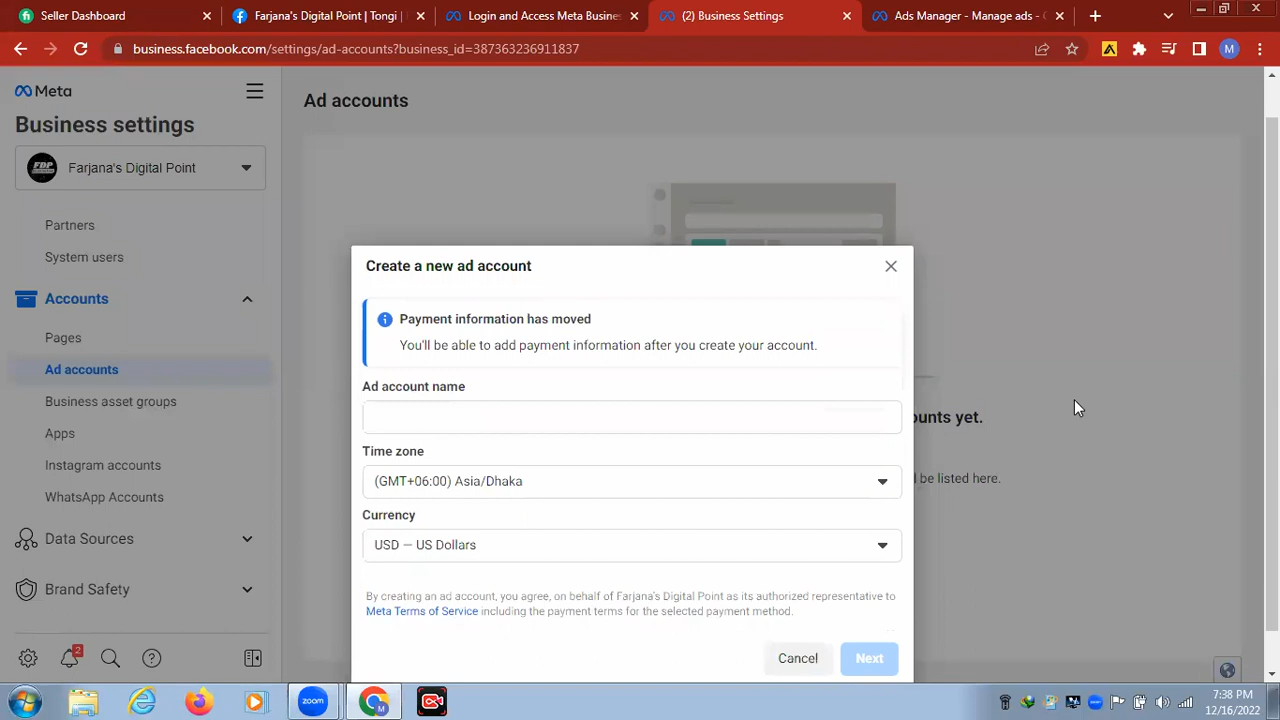 Seller Dashboard
Farjana's Digital Point | Tongi |
Login and Access Meta Busine
(2) Business Settings
Ads Manager - Manage ads -
business.facebook.com/settings/ad-accounts?business_id=387363236911837
M
Meta
Business settings
FDP
Farjana's Digital Point
Partners
System users
Accounts
Pages
Ad accounts
Business asset groups
Apps
Instagram accounts
WhatsApp Accounts
Data Sources
Brand Safety
2
Ad accounts
ounts yet.
d be listed here.
Create a new ad account
Payment information has moved
You'll be able to add payment information after you create your account.
Ad account name
Time zone
(GMT+06:00) Asia/Dhaka
Currency
USD — US Dollars
By creating an ad account, you agree, on behalf of Farjana's Digital Point as its authorized representative to
Meta Terms of Service including the payment terms for the selected payment method.
Cancel
Next
zoom
M
7:38 PM
12/16/2022